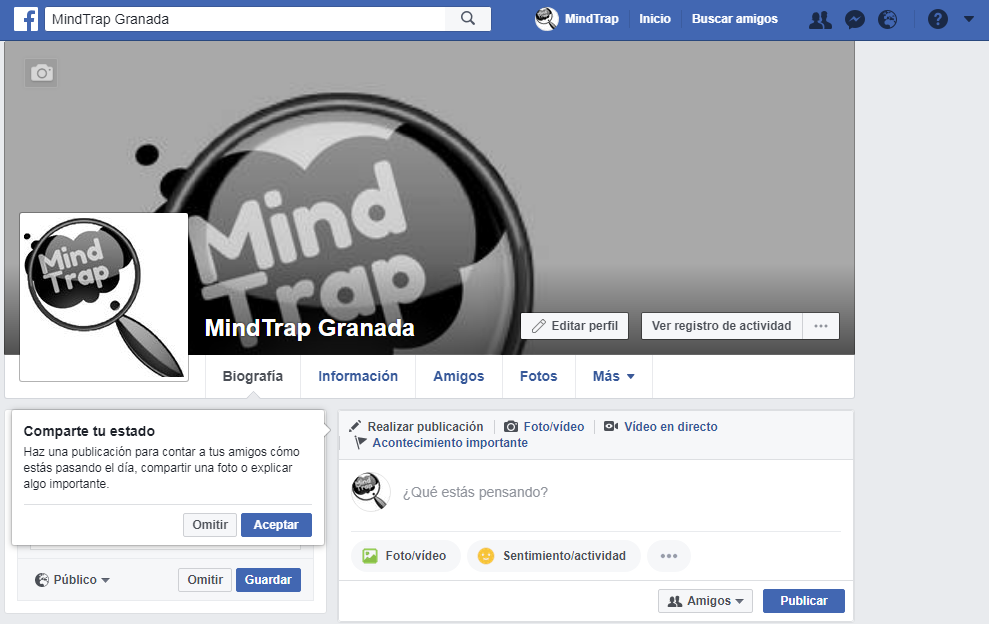 MindTrap Granada
MindTrap
Inicio
Buscar amigos
Mind
Trap
Mind
Trap
MindTrap Granada
Editar perfil
Ver registro de actividad
Biografía
Información
Amigos
Fotos
Más
Comparte tu estado
Haz una publicación para contar a tus amigos cómo
estás pasando el día, compartir una foto o explicar
algo importante.
Omitir
Aceptar
Público
Omitir
Guardar
Realizar publicación
Foto/vídeo
Vídeo en directo
Acontecimiento importante
¿Qué estás pensando?
Foto/vídeo
Sentimiento/actividad
Amigos
Publicar